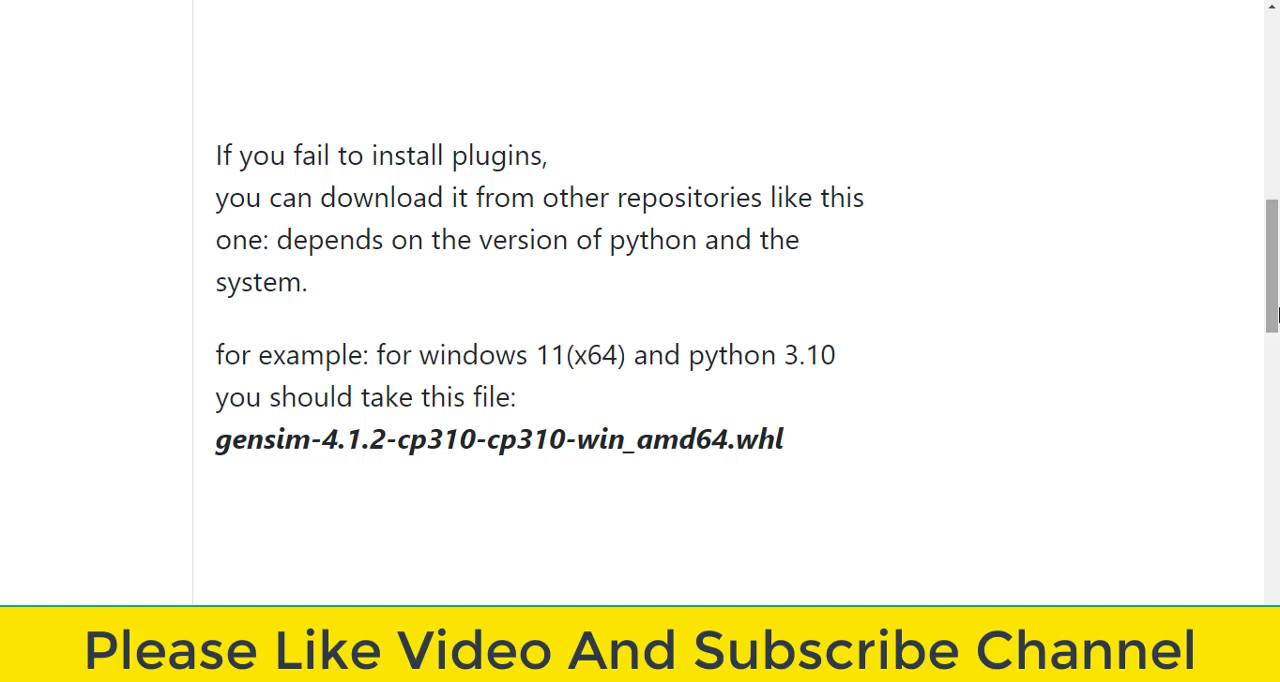 If you fail to install plugins,
you can download it from other repositories like this
one: depends on the version of python and the
system.
for example: for windows 11(x64) and python 3.10
you should take this file:
gensim-4.1.2-cp310-cp310-win_amd64.whl
Please Like Video And Subscribe Channel